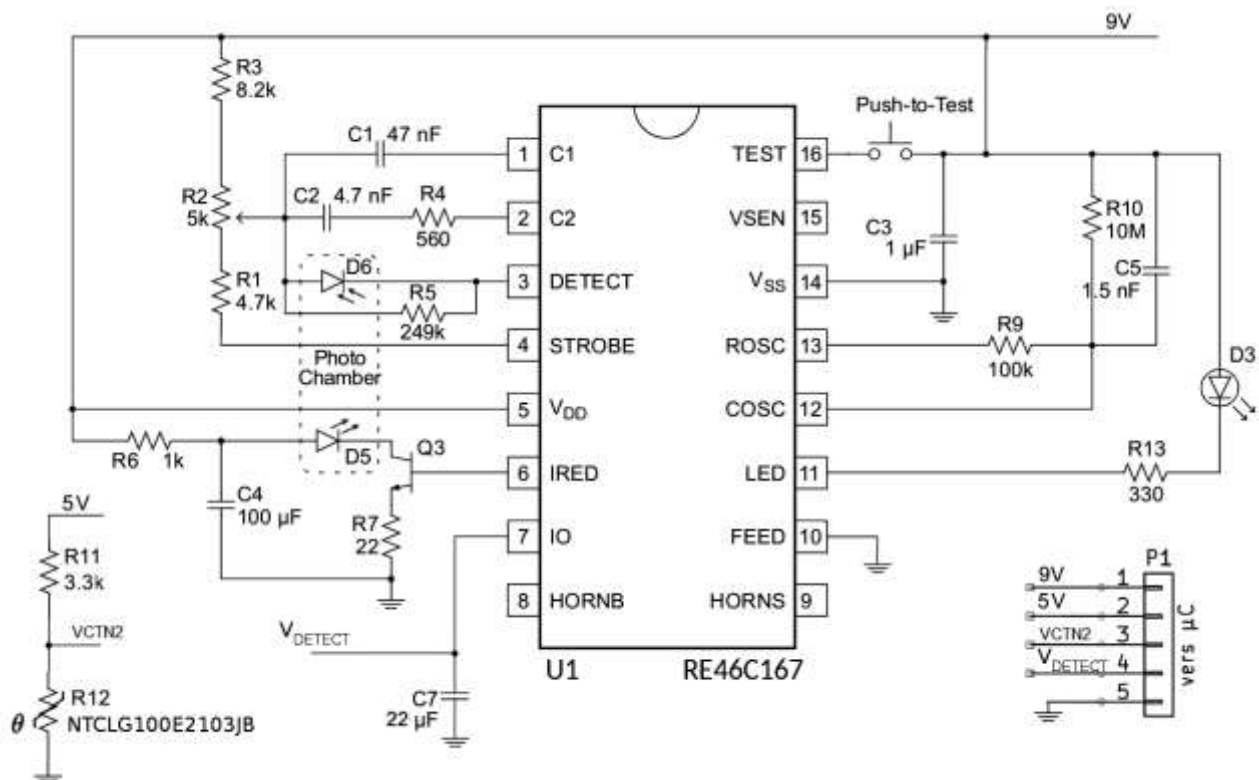 9V
R3
8.2k
Push-to-Test
C1 47 nF
1 C1
TEST 16
R2
5k
C2 4.7 nF
R4
560
2 C2
VSEN 15
R10
10M
C3
1 µF
D6
3 DETECT
VSS 14
C5
1.5 nF
R1
4.7k
R5
249k
R9
100k
4 STROBE
ROSC 13
Photo
Chamber
D3
5 VDD
COSC 12
R6 1k
D5
Q3
6 IRED
LED 11
R13
330
C4
100 µF
5V
R7
22
7 IO
FEED 10
R11
3.3k
P1
9V 1
8 HORNB
HORNS 9
5V 2
VCTN2
VCTN2 3
VDETECT
VDETECT 4
5
vers µC
U1
RE46C167
R12
θ NTCLG100E2103JB
C7
22 µF